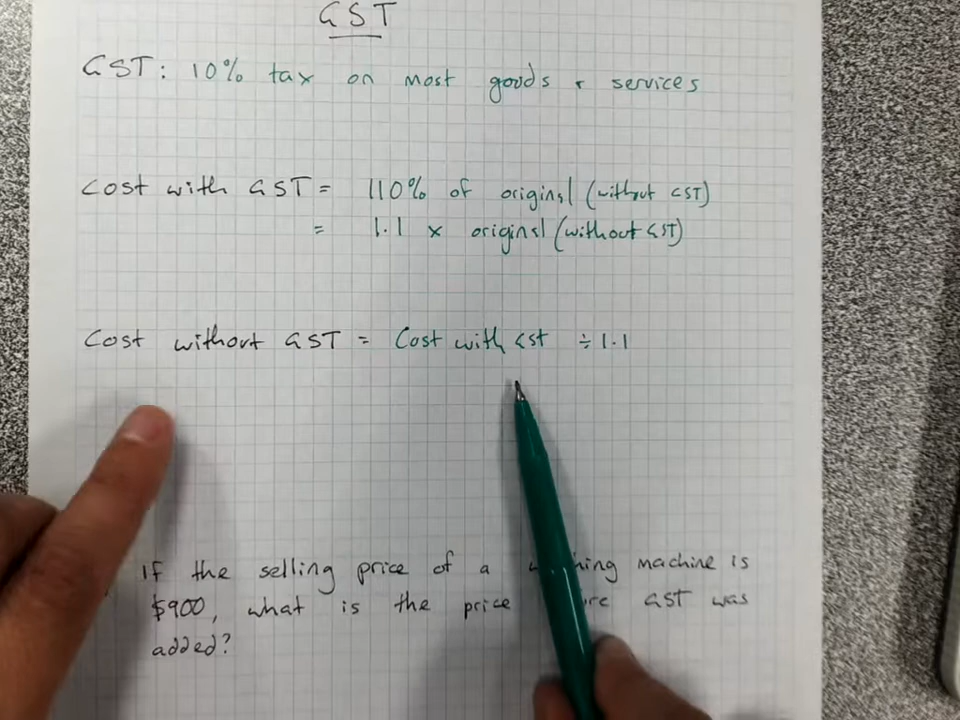 GST
GST: 10% tax on most goods + services
Cost with GST = 110% of original (without GST)
= 1.1 x original (without GST)
Cost without GST = Cost with Gst ÷ 1.1
If the selling price of a machine is
$900, what is the price GST was
added?